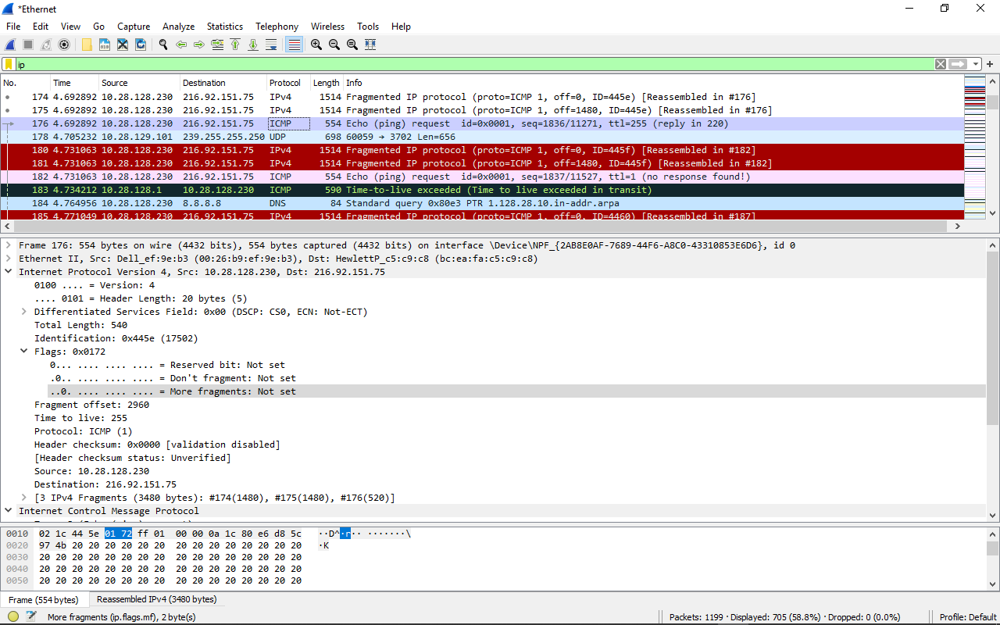 *Ethernet
File Edit View Go Capture Analyze Statistics Telephony Wireless Tools Help
ip
No. Time Source Destination Protocol Length Info
174 4.692892 10.28.128.230 216.92.151.75 IPv4 1514 Fragmented IP protocol (proto=ICMP 1, off=0, ID=445e) [Reassembled in #176]
175 4.692892 10.28.128.230 216.92.151.75 IPv4 1514 Fragmented IP protocol (proto=ICMP 1, off=1480, ID=445e) [Reassembled in #176]
176 4.692892 10.28.128.230 216.92.151.75 ICMP 554 Echo (ping) request id=0x0001, seq=1836/11271, ttl=255 (reply in 220)
178 4.705232 10.28.129.101 239.255.255.250 UDP 698 60059 → 3702 Len=656
180 4.731063 10.28.128.230 216.92.151.75 IPv4 1514 Fragmented IP protocol (proto=ICMP 1, off=0, ID=445f) [Reassembled in #182]
181 4.731063 10.28.128.230 216.92.151.75 IPv4 1514 Fragmented IP protocol (proto=ICMP 1, off=1480, ID=445f) [Reassembled in #182]
182 4.731063 10.28.128.230 216.92.151.75 ICMP 554 Echo (ping) request id=0x0001, seq=1837/11527, ttl=1 (no response found!)
183 4.734212 10.28.128.1 10.28.128.230 ICMP 590 Time-to-live exceeded (Time to live exceeded in transit)
184 4.764956 10.28.128.230 8.8.8.8 DNS 84 Standard query 0x80e3 PTR 1.128.28.10.in-addr.arpa
185 4.771049 10.28.128.230 216.92.151.75 IPv4 1514 Fragmented IP protocol (proto=ICMP 1, off=0, ID=4460) [Reassembled in #187]
Frame 176: 554 bytes on wire (4432 bits), 554 bytes captured (4432 bits) on interface \Device\NPF_{2AB8E0AF-7689-44F6-A8C0-43310853E6D6}, id 0
Ethernet II, Src: Dell_ef:9e:b3 (00:26:b9:ef:9e:b3), Dst: HewlettP_c5:c9:c8 (bc:ea:fa:c5:c9:c8)
Internet Protocol Version 4, Src: 10.28.128.230, Dst: 216.92.151.75
0100 .... = Version: 4
.... 0101 = Header Length: 20 bytes (5)
Differentiated Services Field: 0x00 (DSCP: CS0, ECN: Not-ECT)
Total Length: 540
Identification: 0x445e (17502)
Flags: 0x0172
0... .... .... .... = Reserved bit: Not set
.0.. .... .... .... = Don't fragment: Not set
..0. .... .... .... = More fragments: Not set
Fragment offset: 2960
Time to live: 255
Protocol: ICMP (1)
Header checksum: 0x0000 [validation disabled]
[Header checksum status: Unverified]
Source: 10.28.128.230
Destination: 216.92.151.75
[3 IPv4 Fragments (3480 bytes): #174(1480), #175(1480), #176(520)]
Internet Control Message Protocol
0010 02 1c 44 5e 01 72 ff 01 00 00 0a 1c 80 e6 d8 5c ··D^·r·· ·······\
0020 97 4b 20 20 20 20 20 20 20 20 20 20 20 20 20 20 ·K
0030 20 20 20 20 20 20 20 20 20 20 20 20 20 20 20 20
0040 20 20 20 20 20 20 20 20 20 20 20 20 20 20 20 20
0050 20 20 20 20 20 20 20 20 20 20 20 20 20 20 20 20
Frame (554 bytes) Reassembled IPv4 (3480 bytes)
More fragments (ip.flags.mf), 2 byte(s) Packets: 1199 · Displayed: 705 (58.8%) · Dropped: 0 (0.0%) Profile: Default